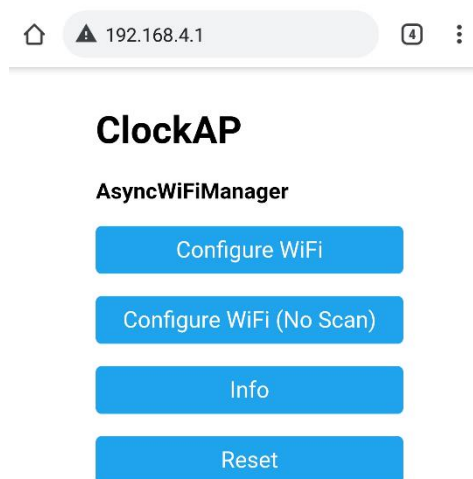 192.168.4.1
4
ClockAP
AsyncWiFiManager
Configure WiFi
Configure WiFi (No Scan)
Info
Reset